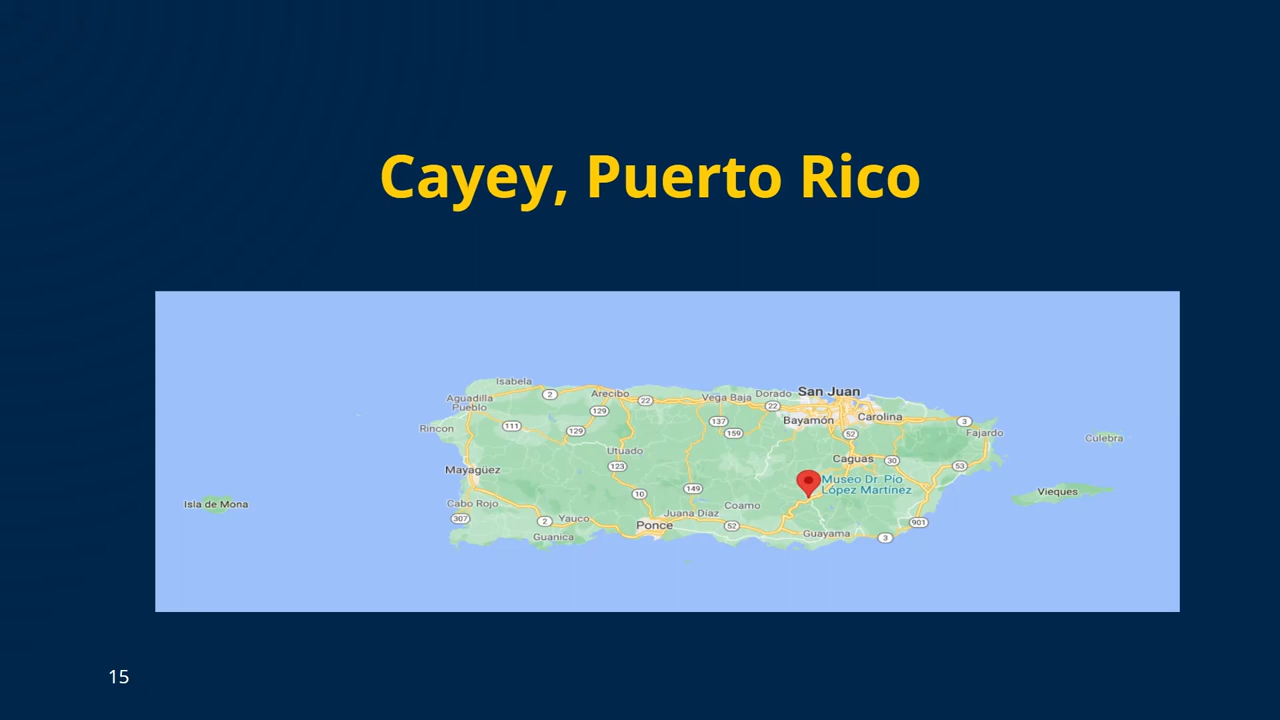 Cayey, Puerto Rico
Isabela
2
Arecibo
22
Vega Baja
Dorado
22
San Juan
Aguadilla
Pueblo
129
111
129
137
159
Bayamón
Carolina
3
52
Rincon
Fajardo
Culebra
Utuado
123
Caguas
30
53
Mayagüez
Museo Dr. Pio
López Martínez
10
149
Vieques
Isla de Mona
Cabo Rojo
307
2
Yauco
Ponce
Juana Díaz
Coamo
52
Guayama
901
3
Guanica
15